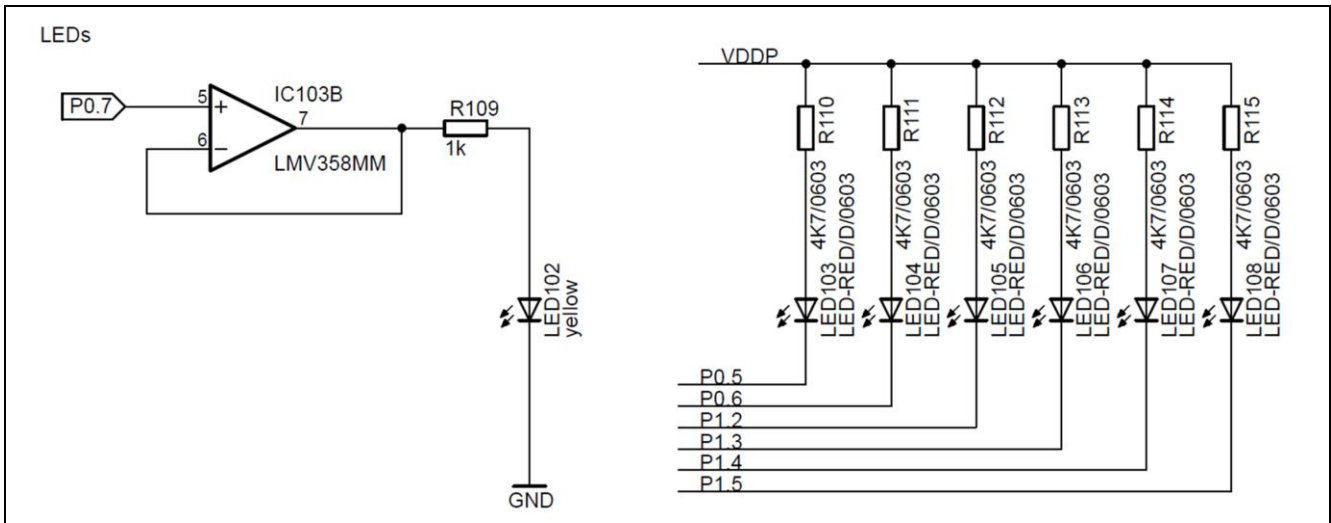 LEDs
P0.7
5
+
6
–
7
IC103B
LMV358MM
R109
1k
LED102
yellow
GND
VDDP
R110
R111
R112
R113
R114
R115
4K7/0603
4K7/0603
4K7/0603
4K7/0603
4K7/0603
4K7/0603
LED103
LED-RED/D/0603
LED104
LED-RED/D/0603
LED105
LED-RED/D/0603
LED106
LED-RED/D/0603
LED107
LED-RED/D/0603
LED108
LED-RED/D/0603
P0.5
P0.6
P1.2
P1.3
P1.4
P1.5